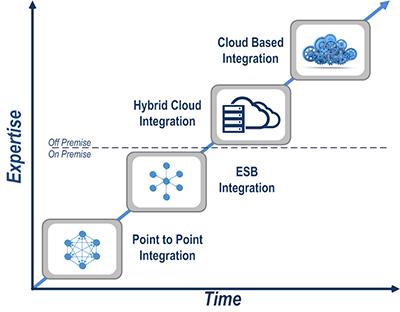 Cloud Based
Integration
Hybrid Cloud
Integration
Off Premise
On Premise
ESB
Integration
Point to Point
Integration
Expertise
Time